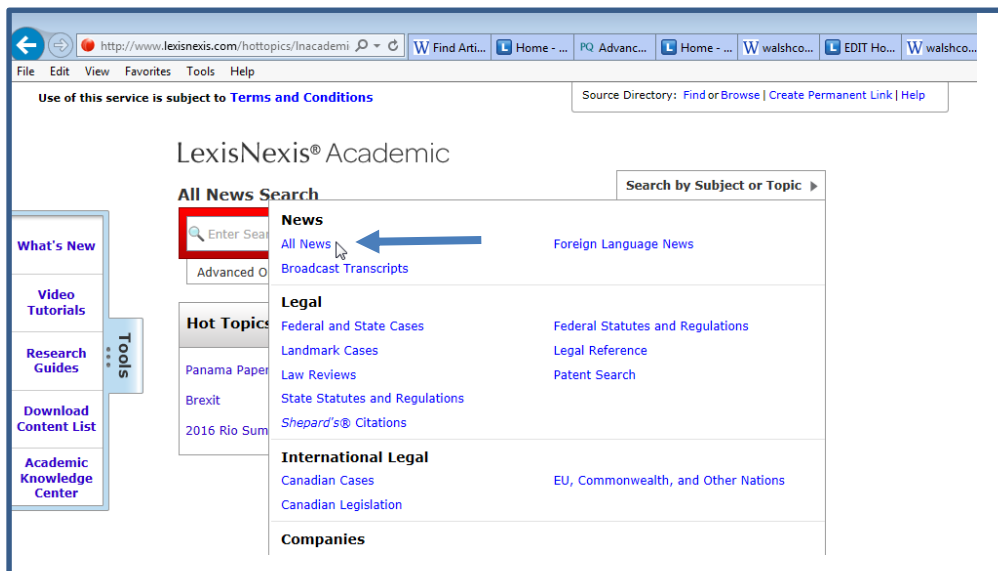 http://www.lexisnexis.com/hottopics/lnacademi
W Find Arti...
L Home - ...
PQ Advanc...
L Home - ...
W walshco...
L EDIT Ho...
W walshco...
File Edit View Favorites Tools Help
Use of this service is subject to Terms and Conditions
Source Directory: Find or Browse | Create Permanent Link | Help
LexisNexis® Academic
All News Search
Search by Subject or Topic
Enter Sear
Advanced O
Hot Topics
Panama Paper
Brexit
2016 Rio Sum
What's New
Video
Tutorials
Research
Guides
Download
Content List
Academic
Knowledge
Center
Tools
News
All News
Foreign Language News
Broadcast Transcripts
Legal
Federal and State Cases
Federal Statutes and Regulations
Landmark Cases
Legal Reference
Law Reviews
Patent Search
State Statutes and Regulations
Shepard's® Citations
International Legal
Canadian Cases
EU, Commonwealth, and Other Nations
Canadian Legislation
Companies